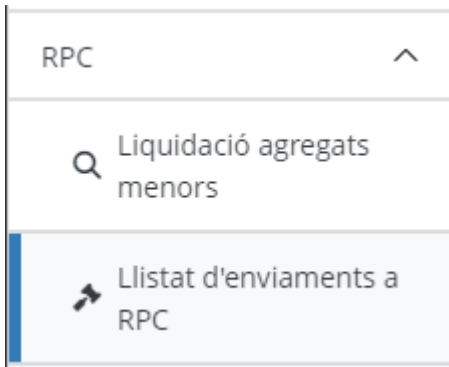 RPC
Liquidació agregats
menors
Llistat d'enviaments a
RPC